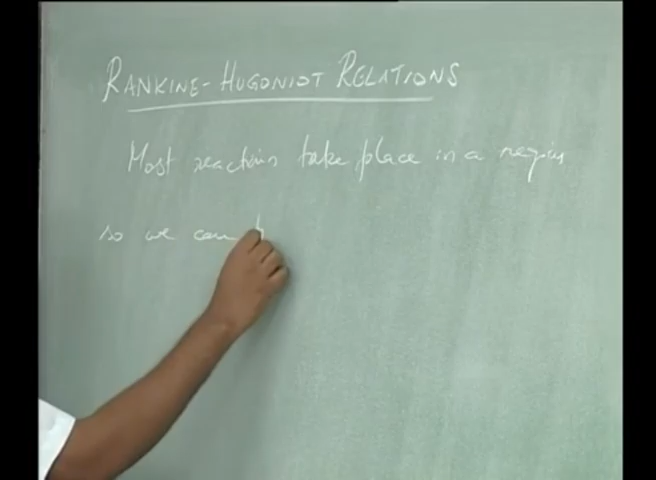 RANKINE-HUGONIOT RELATIONS
Most reactions take place in a region
so we can